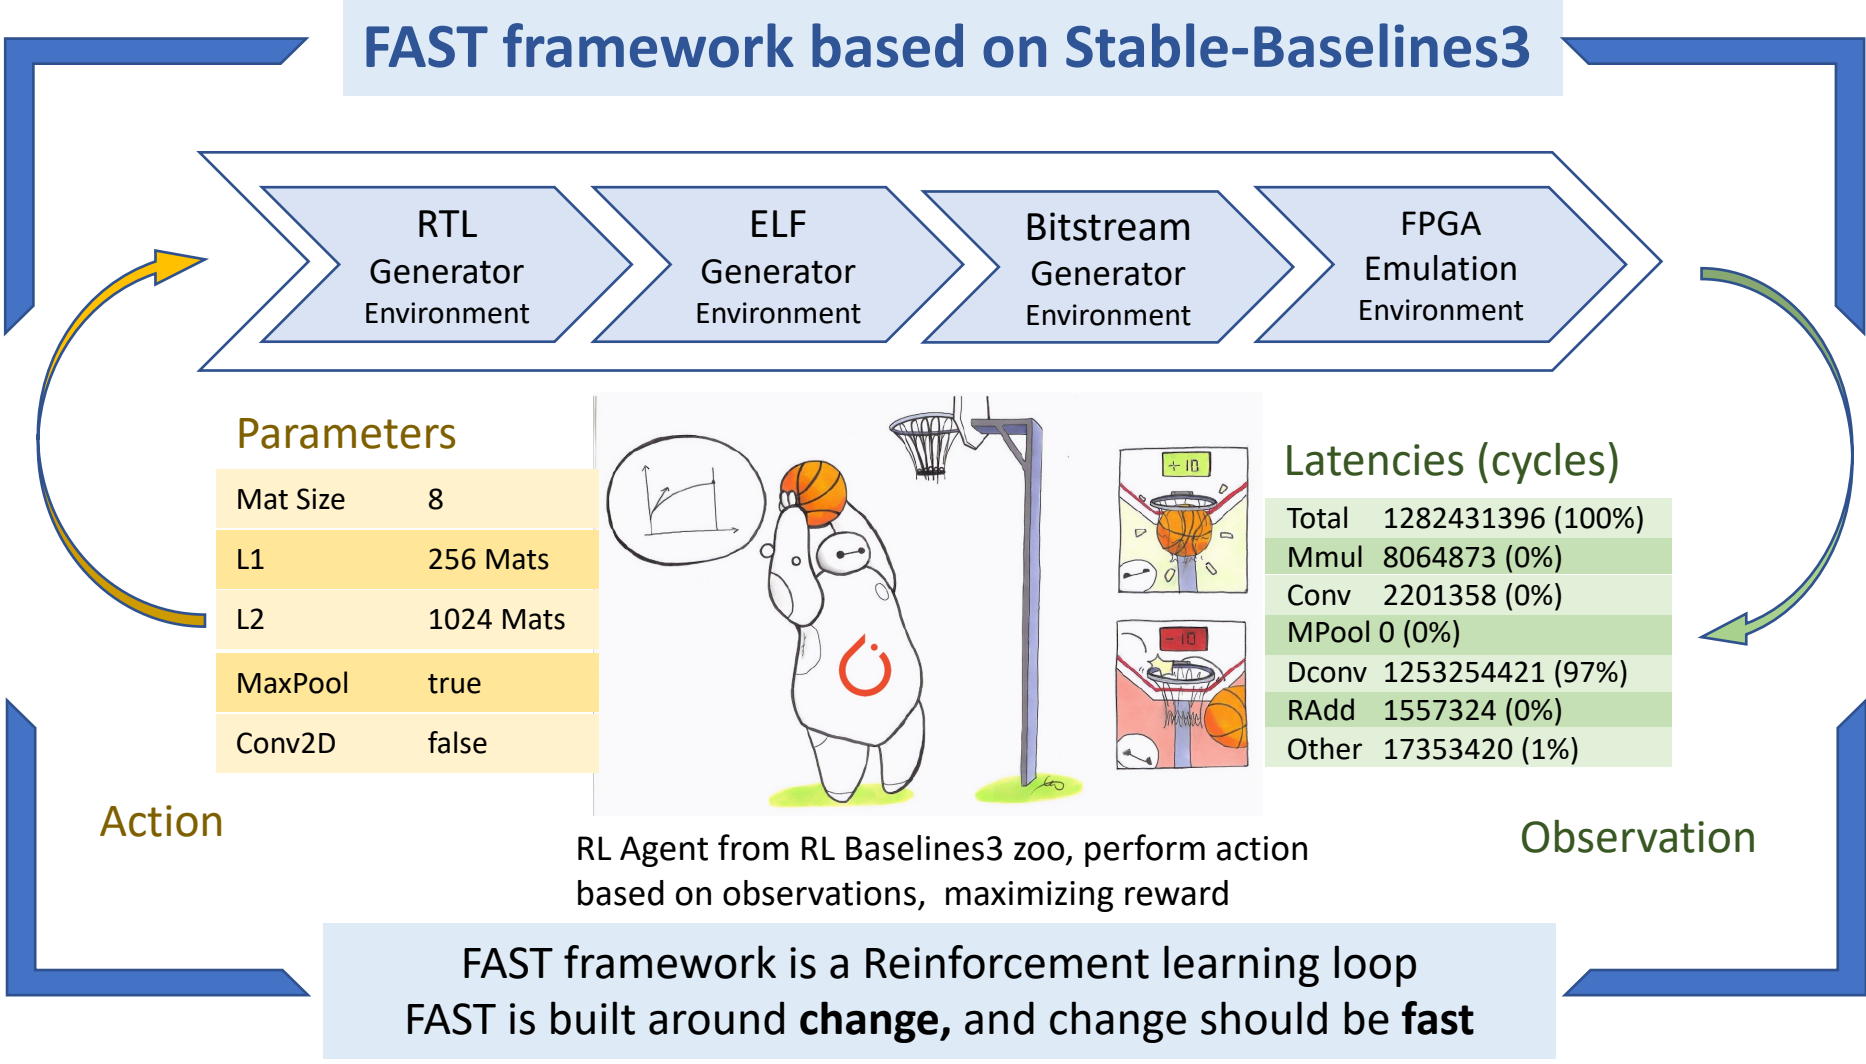 FAST framework based on Stable-Baselines3
RTL
Generator
Environment
ELF
Generator
Environment
Bitstream
Generator
Environment
FPGA
Emulation
Environment
Parameters
Mat Size 8
L1 256 Mats
L2 1024 Mats
MaxPool true
Conv2D false
Action
+10
-10
Latencies (cycles)
Total 1282431396 (100%)
Mmul 8064873 (0%)
Conv 2201358 (0%)
MPool 0 (0%)
Dconv 1253254421 (97%)
RAdd 1557324 (0%)
Other 17353420 (1%)
Observation
RL Agent from RL Baselines3 zoo, perform action
based on observations, maximizing reward
FAST framework is a Reinforcement learning loop
FAST is built around change, and change should be fast